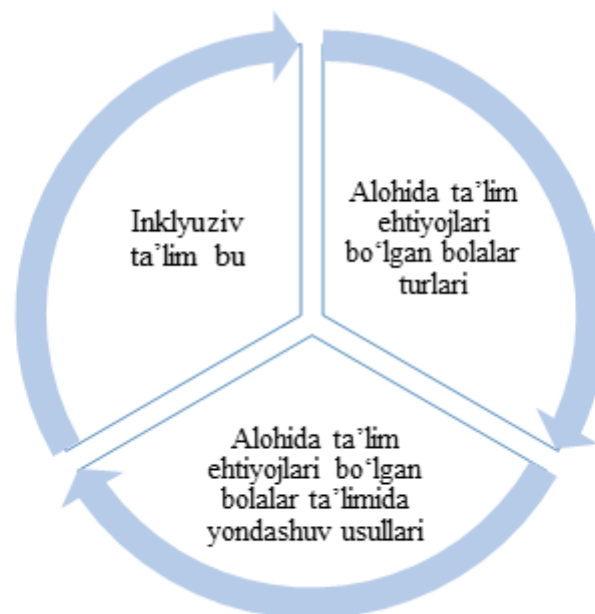 Inklyuziv
ta’lim bu
Alohida ta’lim
ehtiyojlari
bo‘lgan bolalar
turlari
Alohida ta’lim
ehtiyojlari bo‘lgan
bolalar ta’limida
yondashuv usullari